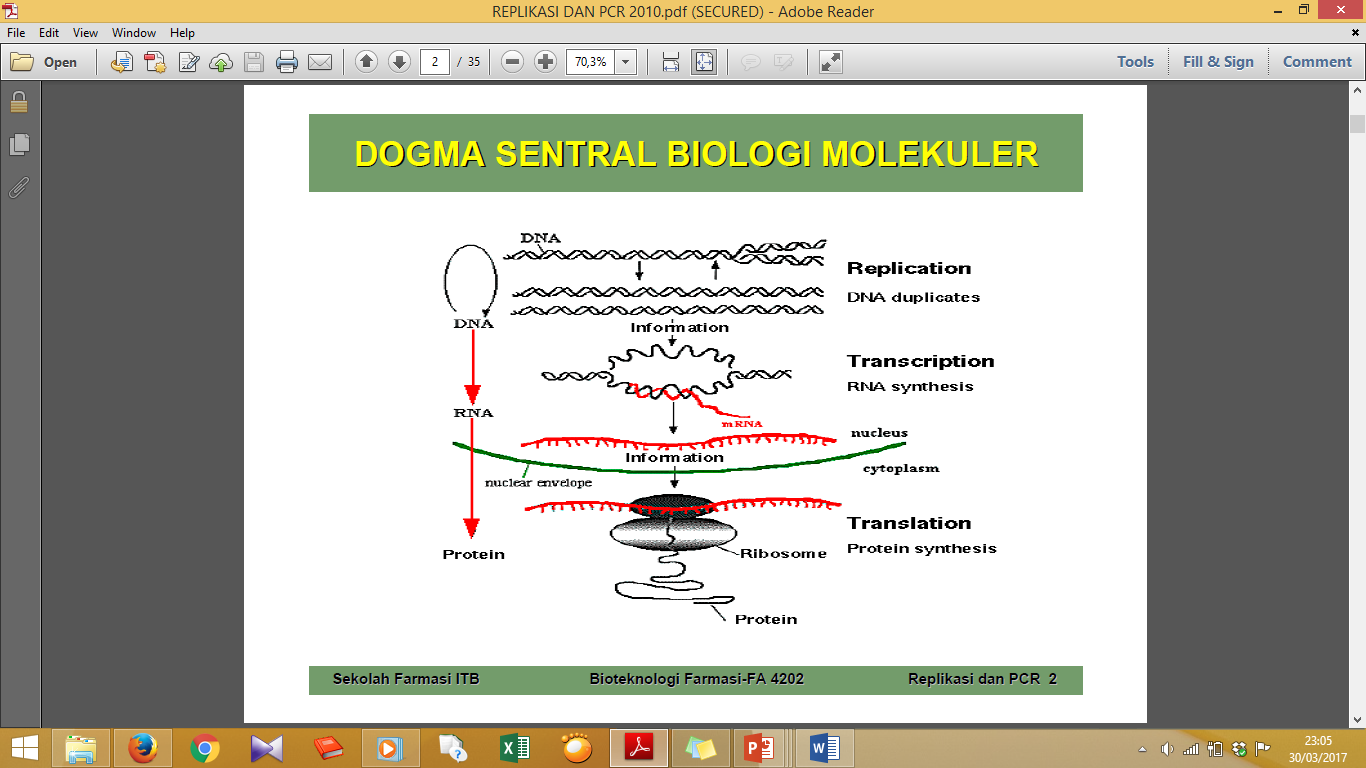 REPLIKASI DAN PCR 2010.pdf (SECURED) - Adobe Reader
File Edit View Window Help
Open 2 / 35 70,3% Tools Fill & Sign Comment
DOGMA SENTRAL BIOLOGI MOLEKULER
DNA
Replication
DNA duplicates
DNA
Information
Transcription
RNA synthesis
RNA
mRNA
nucleus
Information
cytoplasm
nuclear envelope
Translation
Protein synthesis
Protein
Ribosome
Protein
Sekolah Farmasi ITB Bioteknologi Farmasi-FA 4202 Replikasi dan PCR 2
23:05
30/03/2017